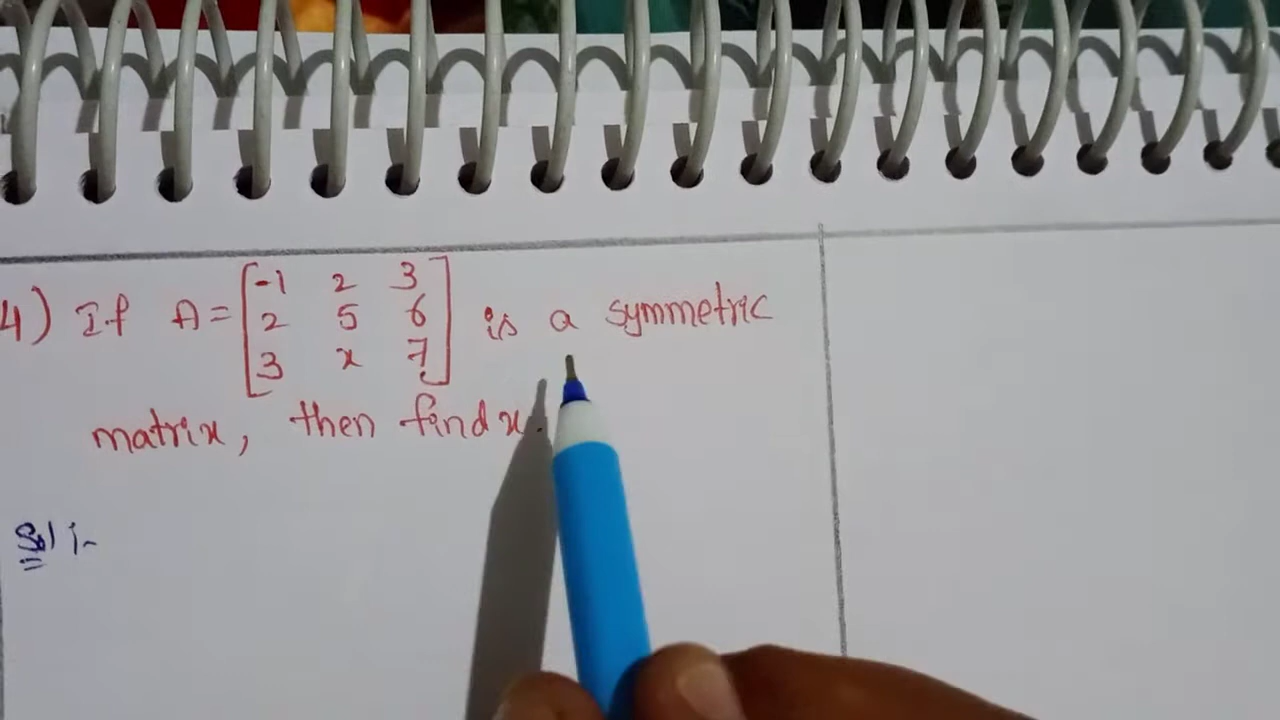 4) If A = [-1 2 3
2 5 6
3 x 7] is a symmetric
matrix, then find x.
Sol :-